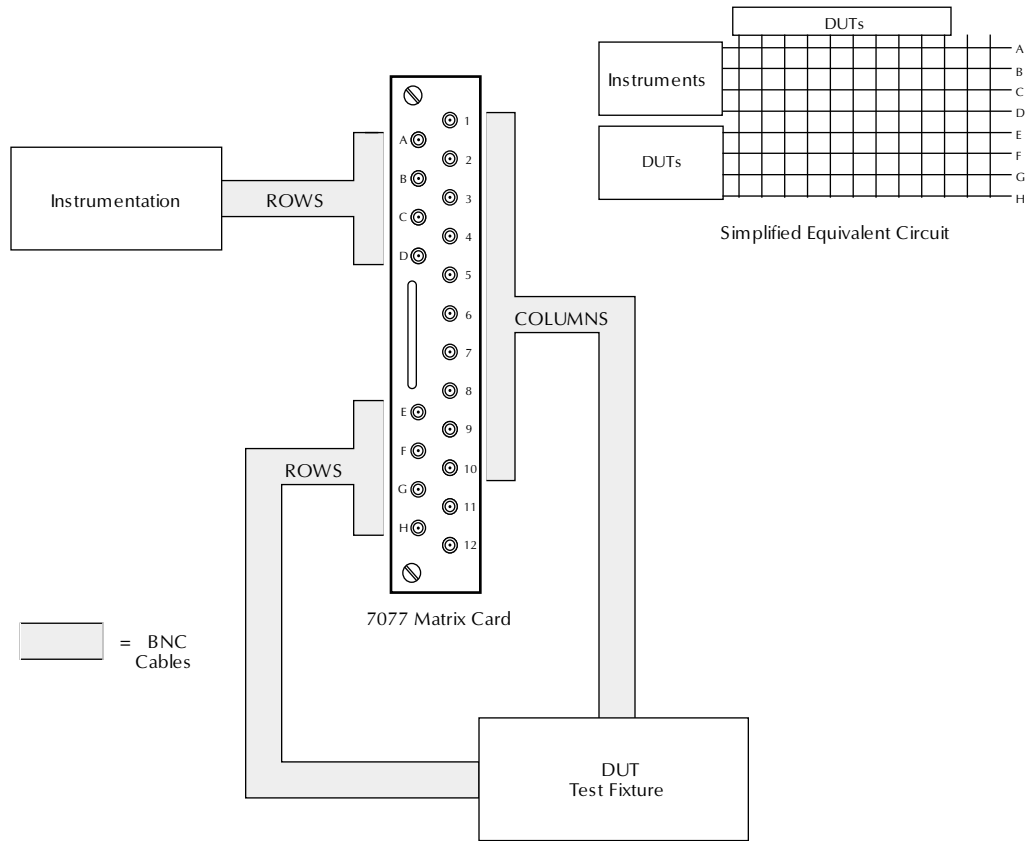 DUTs
Instruments
DUTs
A
B
C
D
E
F
G
H
Simplified Equivalent Circuit
Instrumentation
ROWS
A
B
C
D
E
F
G
H
1
2
3
4
5
6
7
8
9
10
11
12
COLUMNS
ROWS
7077 Matrix Card
= BNC
Cables
DUT
Test Fixture